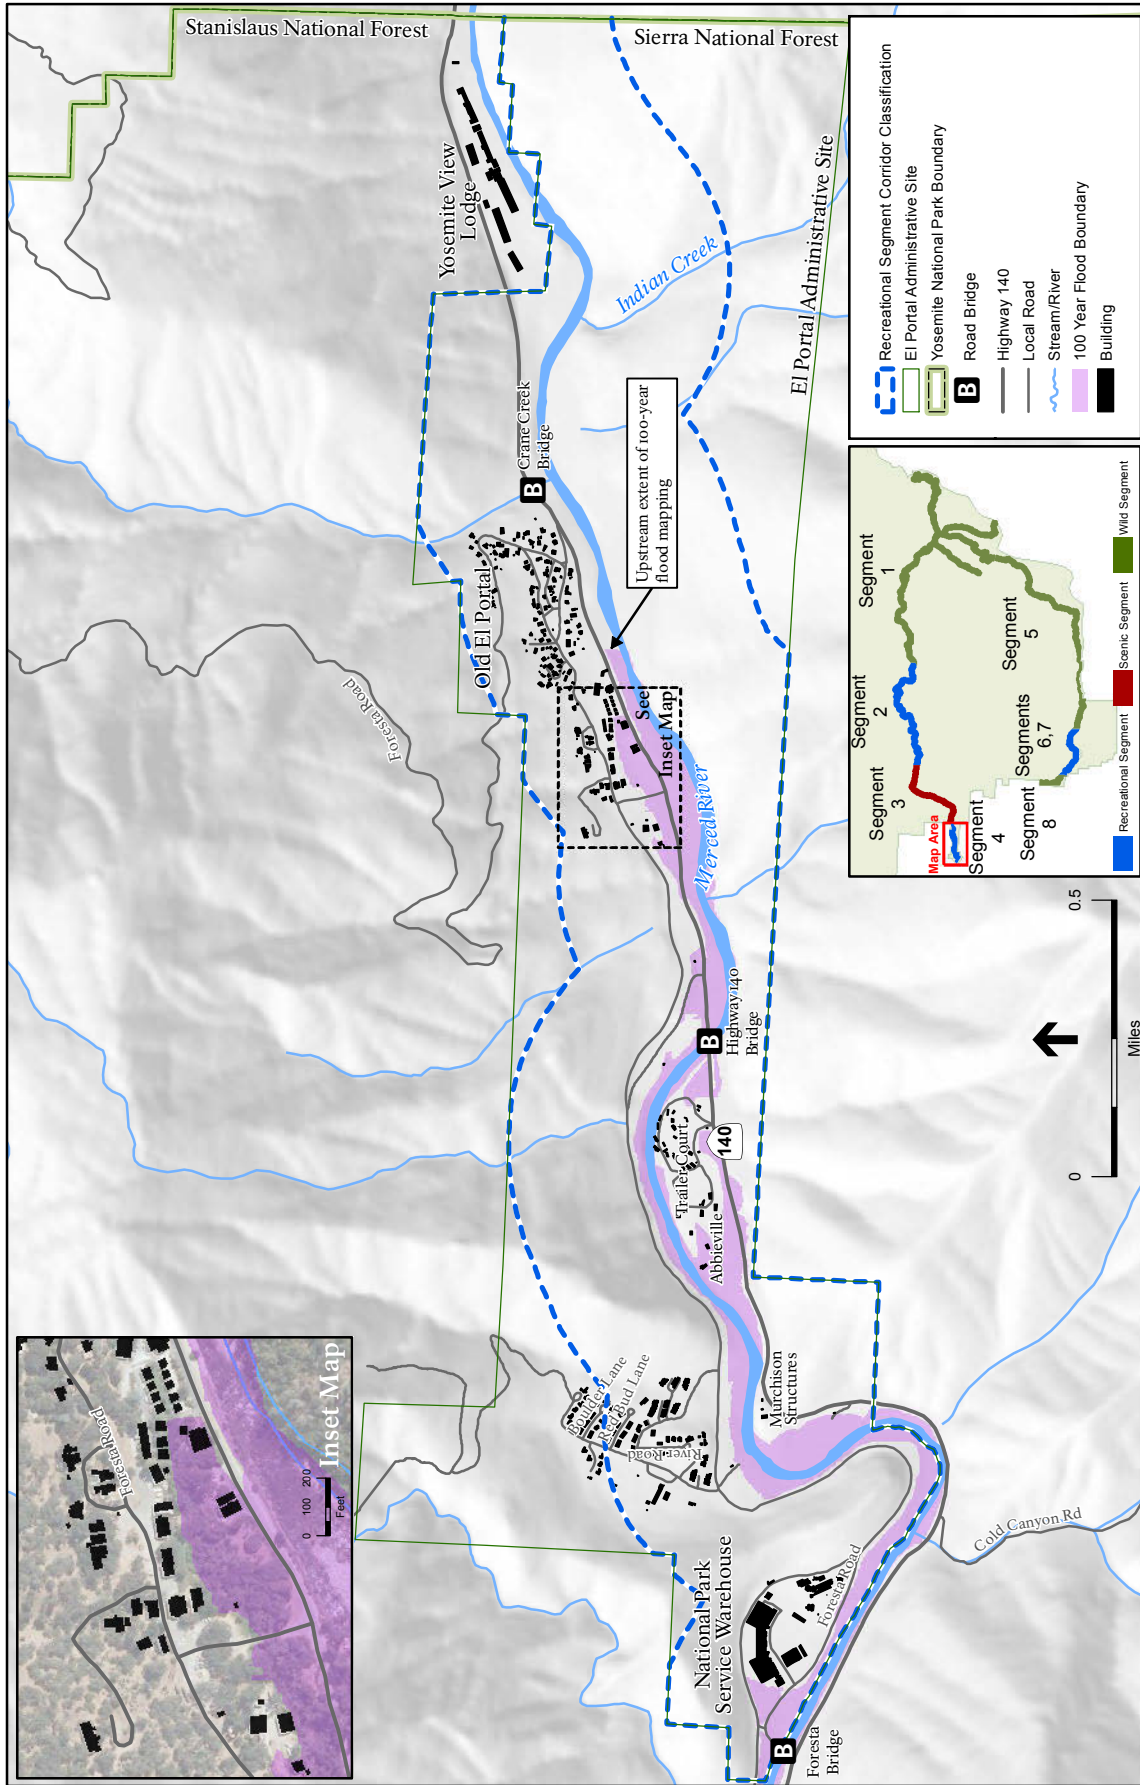 Stanislaus National Forest
Sierra National Forest
Yosemite View
Lodge
Indian Creek
El Portal Administrative Site
Crane Creek
Bridge
B
Upstream extent of 100-year
flood mapping
Old El Portal
Foresta Road
See
Inset Map
Merced River
Highway 140
Bridge
B
140
Trailer Court
Abbieville
Murchison
Structures
Boulder Lane
Red Bud Lane
River Road
National Park
Service Warehouse
Foresta Road
Cold Canyon Rd
B
Foresta
Bridge
Foresta Road
0 100 200
Feet
Inset Map
Recreational Segment Corridor Classification
El Portal Administrative Site
Yosemite National Park Boundary
B Road Bridge
Highway 140
Local Road
Stream/River
100 Year Flood Boundary
Building
Segment
1
Segment
2
Segment
3
Map Area
Segment
4
Segment
5
Segments
6,7
Segment
8
Recreational Segment
Scenic Segment
Wild Segment
0 0.5
Miles